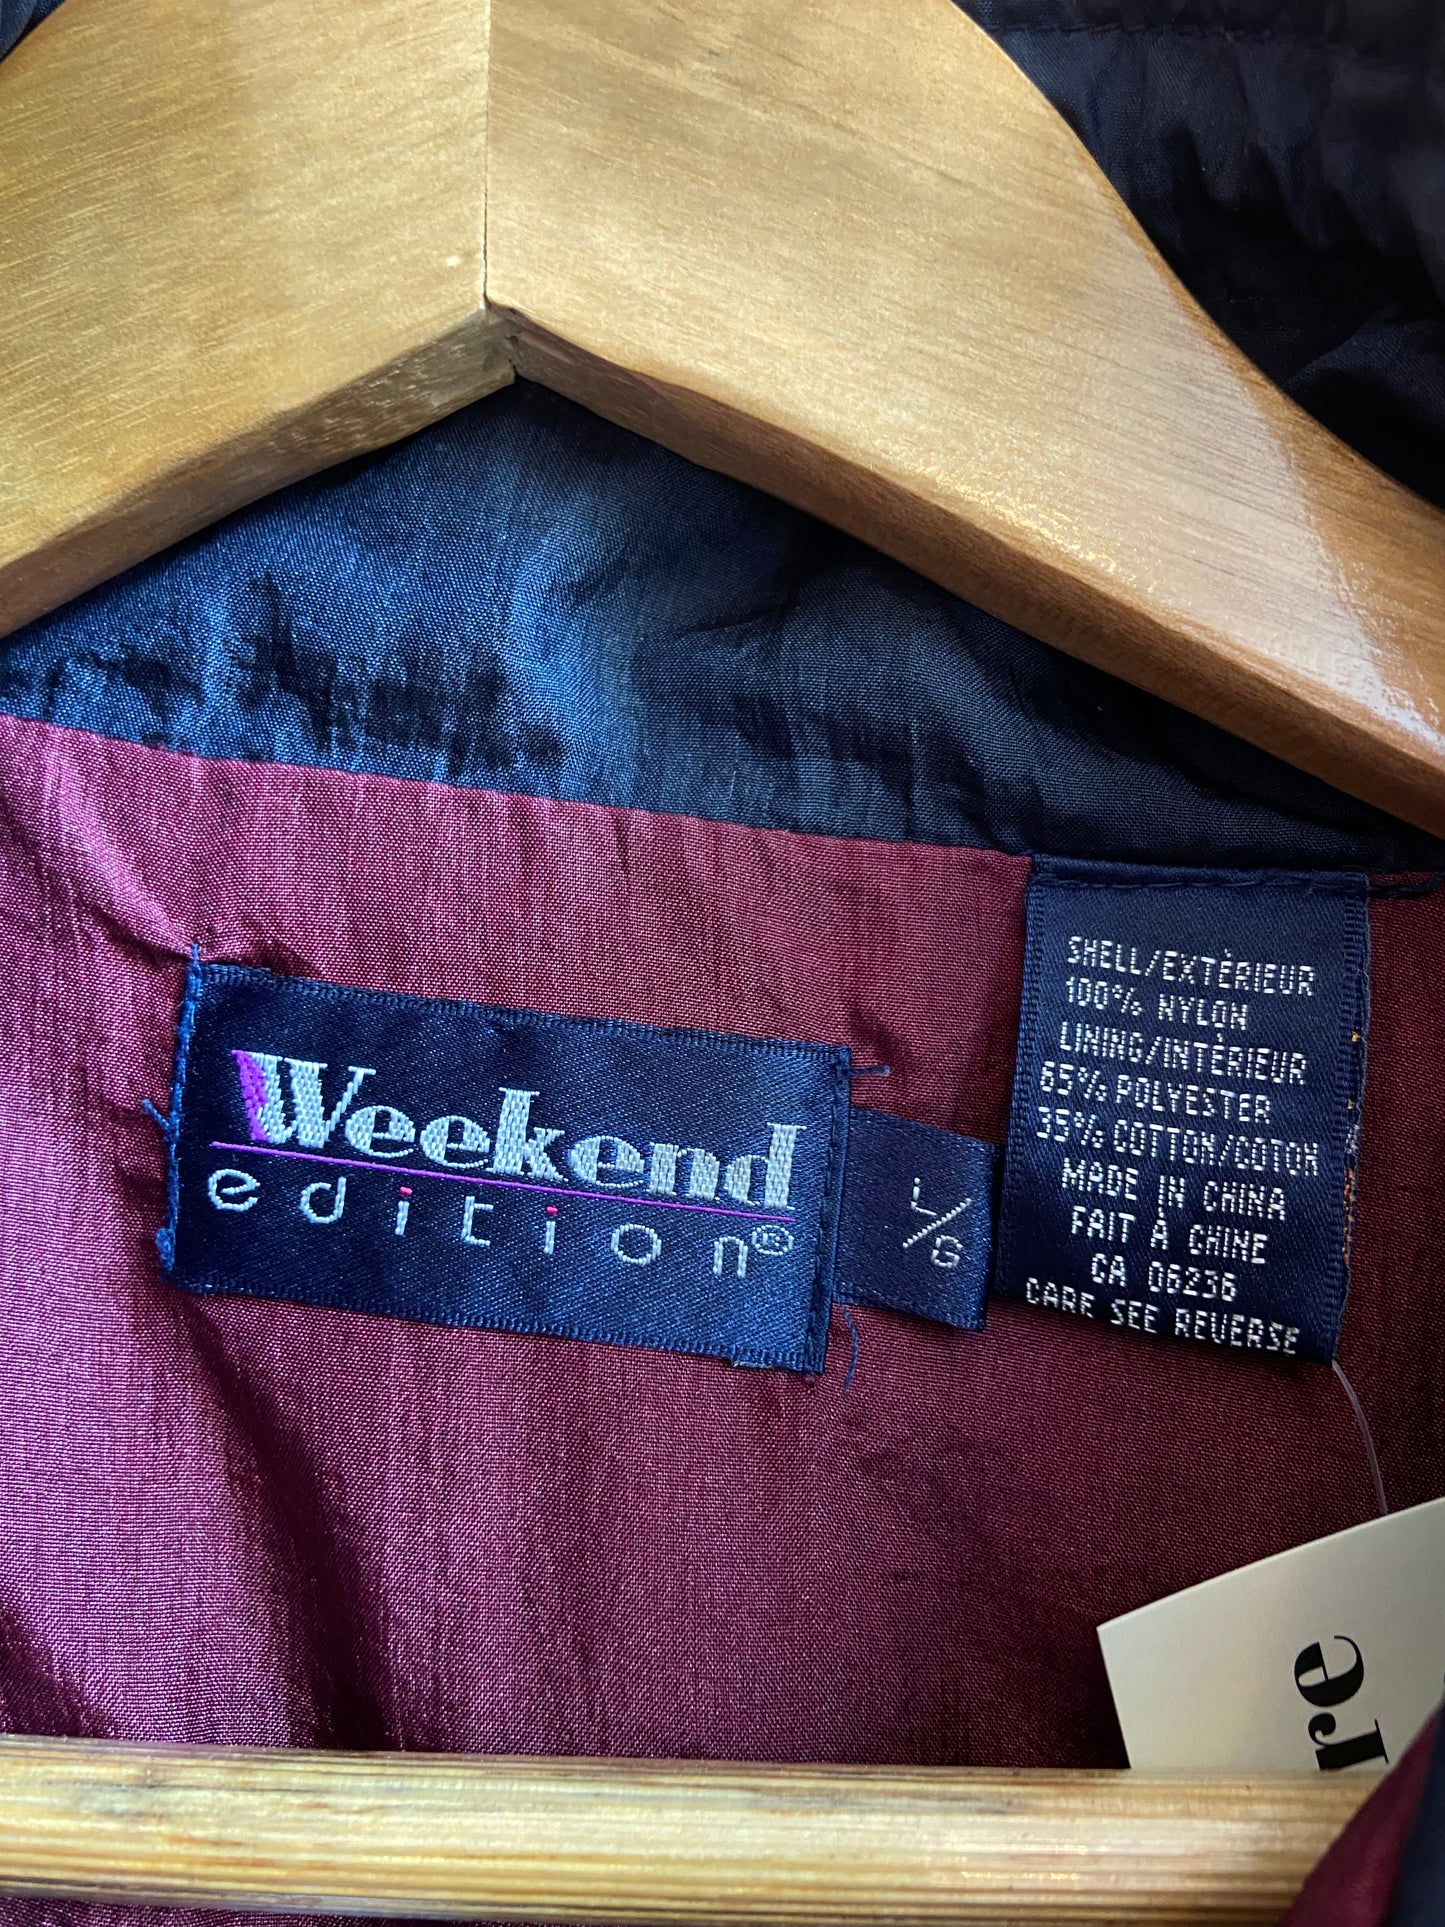 Weekend
edition®
L/G
SHELL/EXTÉRIEUR
100% NYLON
LINING/INTÉRIEUR
65% POLYESTER
35% COTTON/COTON
MADE IN CHINA
FAIT À CHINE
CA 06236
CARE SEE REVERSE
re